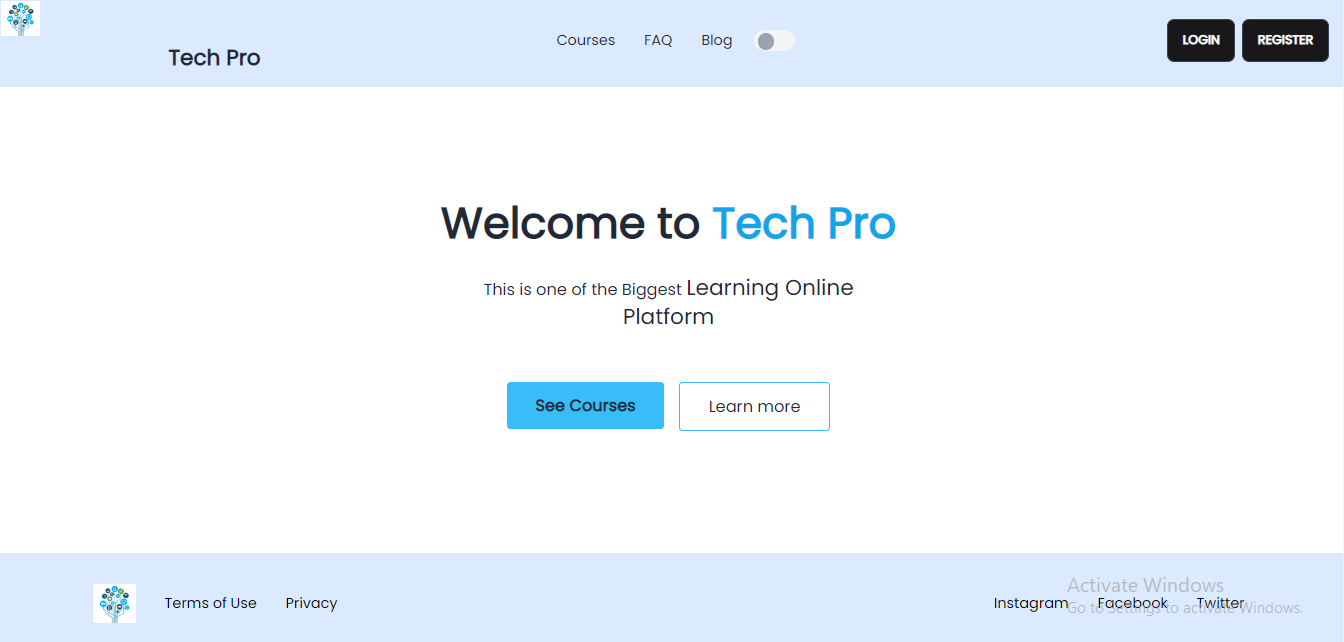 Tech Pro
Courses FAQ Blog
LOGIN REGISTER
Welcome to Tech Pro
This is one of the Biggest Learning Online
Platform
See Courses Learn more
Terms of Use Privacy
Instagram Facebook Twitter
Activate Windows
Go to Settings to activate Windows.